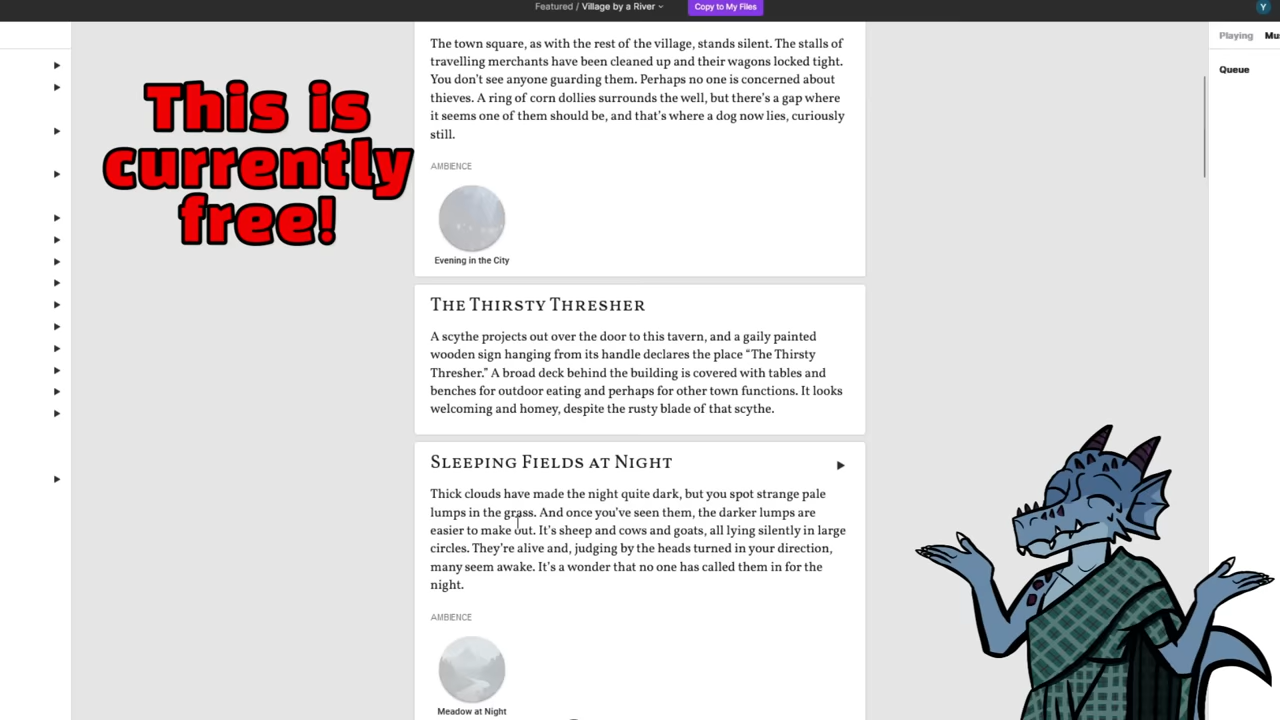 Featured / Village by a River
Copy to My Files
Y
Playing
Mu
Queue
This is
currently
free!
The town square, as with the rest of the village, stands silent. The stalls of
travelling merchants have been cleaned up and their wagons locked tight.
You don't see anyone guarding them. Perhaps no one is concerned about
thieves. A ring of corn dollies surrounds the well, but there's a gap where
it seems one of them should be, and that's where a dog now lies, curiously
still.
AMBIENCE
Evening in the City
The Thirsty Thresher
A scythe projects out over the door to this tavern, and a gaily painted
wooden sign hanging from its handle declares the place “The Thirsty
Thresher.” A broad deck behind the building is covered with tables and
benches for outdoor eating and perhaps for other town functions. It looks
welcoming and homey, despite the rusty blade of that scythe.
Sleeping Fields at Night
Thick clouds have made the night quite dark, but you spot strange pale
lumps in the grass. And once you've seen them, the darker lumps are
easier to make out. It's sheep and cows and goats, all lying silently in large
circles. They're alive and, judging by the heads turned in your direction,
many seem awake. It's a wonder that no one has called them in for the
night.
AMBIENCE
Meadow at Night